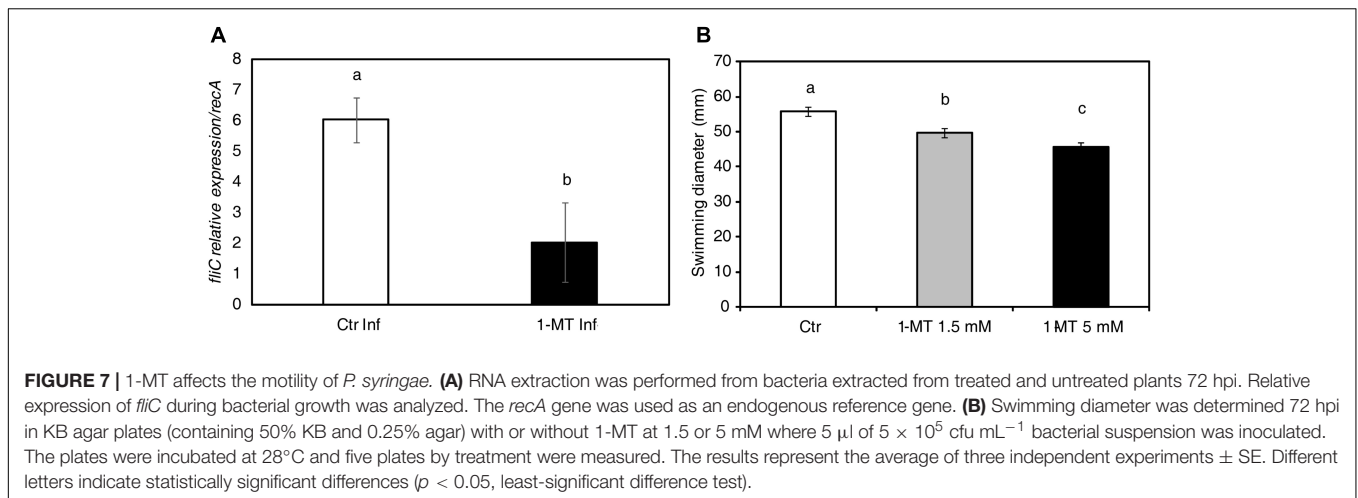 A
8
7
6
5
4
3
2
1
0
fliC relative expression/recA
a
b
Ctr Inf
1-MT Inf
B
70
60
50
40
30
20
10
0
Swimming diameter (mm)
a
b
c
Ctr
1-MT 1.5 mM
1-MT 5 mM
FIGURE 7 | 1-MT affects the motility of P. syringae. (A) RNA extraction was performed from bacteria extracted from treated and untreated plants 72 hpi. Relative
expression of fliC during bacterial growth was analyzed. The recA gene was used as an endogenous reference gene. (B) Swimming diameter was determined 72 hpi
in KB agar plates (containing 50% KB and 0.25% agar) with or without 1-MT at 1.5 or 5 mM where 5 μl of 5 × 10⁵ cfu mL⁻¹ bacterial suspension was inoculated.
The plates were incubated at 28°C and five plates by treatment were measured. The results represent the average of three independent experiments ± SE. Different
letters indicate statistically significant differences (p < 0.05, least-significant difference test).